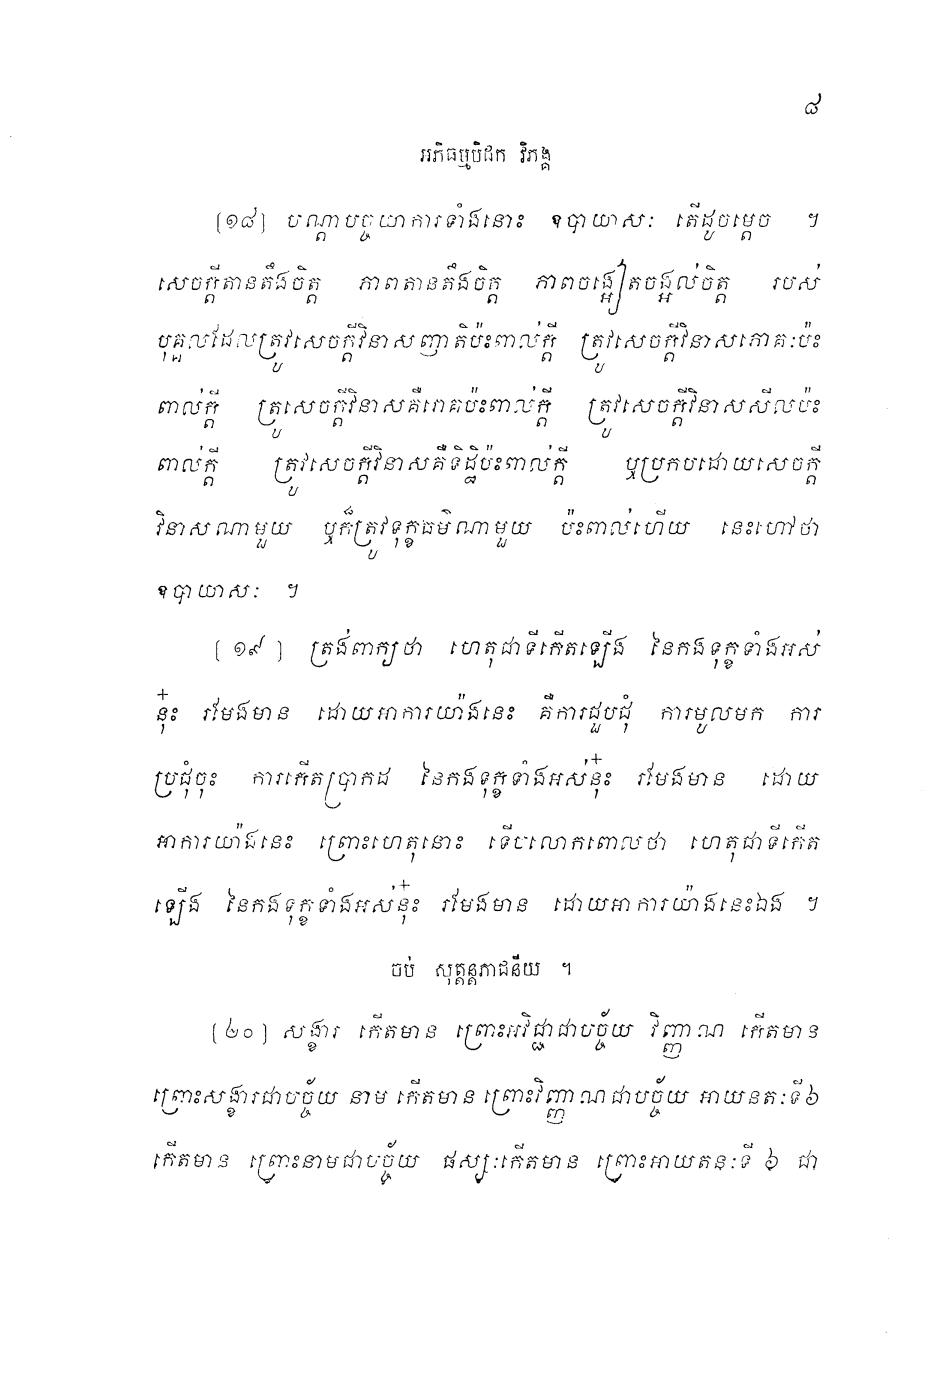 ៨
អភិធម្មបិដក វិភង្គ
[១៨] បណ្តាបច្ចយាការទាំងនោះ ឧបាយាសៈ តើដូចម្តេច ។
សេចក្តីតានតឹងចិត្ត ភាពតានតឹងចិត្ត ភាពចង្អៀតចង្អល់ចិត្ត របស់
បុគ្គលដែលត្រូវសេចក្តីវិនាសញាតិប៉ះពាល់ក្តី ត្រូវសេចក្តីវិនាសភោគៈប៉ះ
ពាល់ក្តី ត្រូសេចក្តីវិនាសគឺរោគប៉ះពាល់ក្តី ត្រូវសេចក្តីវិនាសសីលប៉ះ
ពាល់ក្តី ត្រូវសេចក្តីវិនាសគឺទិដ្ឋិប៉ះពាល់ក្តី ឬប្រកបដោយសេចក្តី
វិនាសណាមួយ ឬក៏ត្រូវទុក្ខធម៌ណាមួយ ប៉ះពាល់ហើយ នេះហៅថា
ឧបាយាសៈ ។
[១៩] ត្រង់ពាក្យថា ហេតុជាទីកើតឡើង នៃកងទុក្ខទាំងអស់
នុ៎ះ រមែងមាន ដោយអាការយ៉ាងនេះ គឺការជួបជុំ ការមូលមក ការ
ប្រជុំចុះ ការកើតប្រាកដ នៃកងទុក្ខទាំងអស់នុ៎ះ រមែងមាន ដោយ
អាការយ៉ាងនេះ ព្រោះហេតុនោះ ទើបលោកពោលថា ហេតុជាទីកើត
ឡើង នៃកងទុក្ខទាំងអស់នុ៎ះ រមែងមាន ដោយអាការយ៉ាងនេះឯង ។
ចប់ សុត្តន្តភាជនីយ ។
[២០] សង្ខារ កើតមាន ព្រោះអវិជ្ជាជាបច្ច័យ វិញ្ញាណ កើតមាន
ព្រោះសង្ខារជាបច្ច័យ នាម កើតមាន ព្រោះវិញ្ញាណជាបច្ច័យ អាយនតៈទី៦
កើតមាន ព្រោះនាមជាបច្ច័យ ផស្សៈកើតមាន ព្រោះអាយតនៈទី ៦ ជា